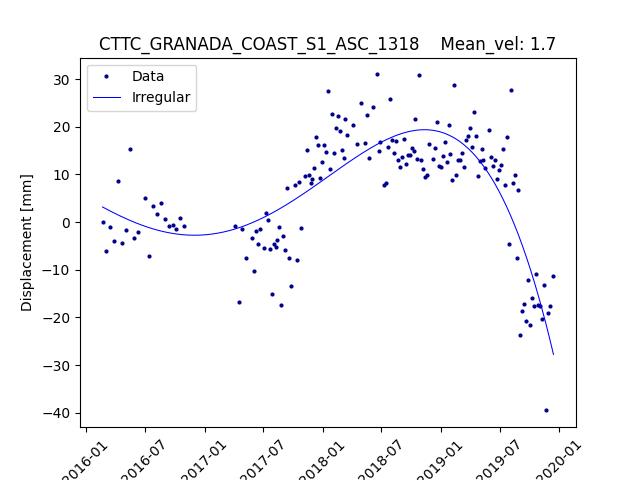 CTTC_GRANADA_COAST_S1_ASC_1318    Mean_vel: 1.7
Data
Irregular
Displacement [mm]
30
20
10
0
−10
−20
−30
−40
2016-01 2016-07 2017-01 2017-07 2018-01 2018-07 2019-01 2019-07 2020-01